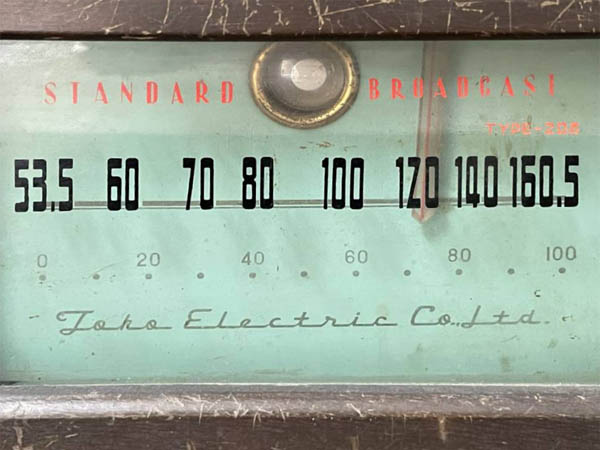 STANDARD BROADCAST
53.5 60 70 80 100 120 140 160.5
0 20 40 60 80 100
Toho Electric Co., Ltd.